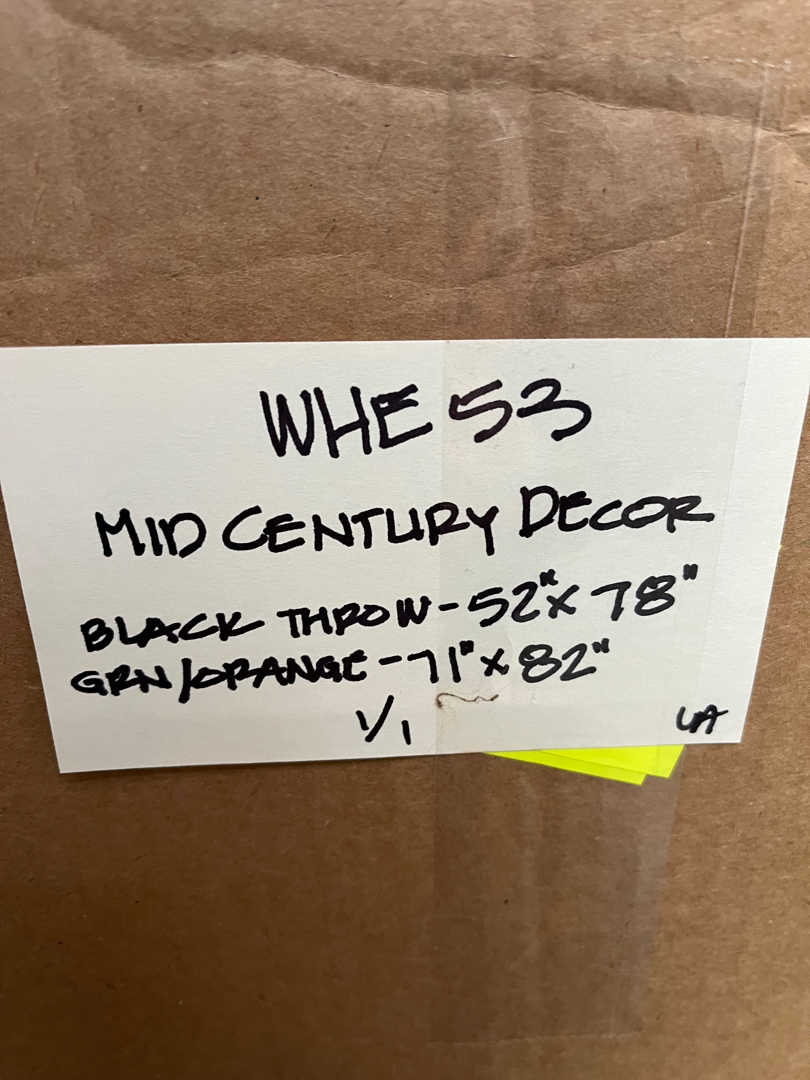 WHE 53
MID CENTURY DECOR
BLACK THROW - 52" X 78"
GRN/ORANGE - 71" X 82"
1/1
LA